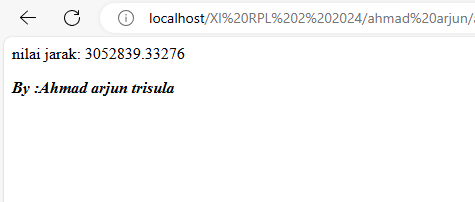 localhost/XI%20RPL%202%202024/ahmad%20arjun/
nilai jarak: 3052839.33276
By :Ahmad arjun trisula